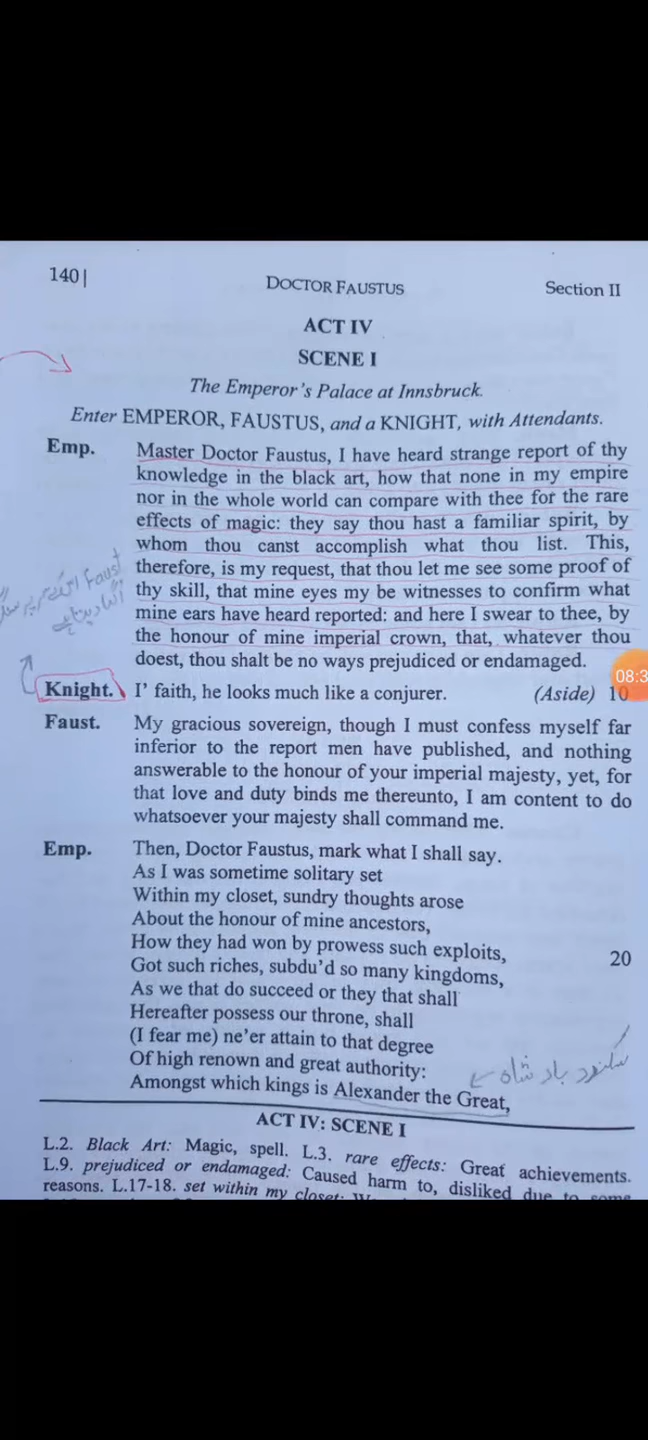 140|
DOCTOR FAUSTUS
Section II
ACT IV
SCENE I
The Emperor's Palace at Innsbruck.
Enter EMPEROR, FAUSTUS, and a KNIGHT, with Attendants.
Emp. Master Doctor Faustus, I have heard strange report of thy
knowledge in the black art, how that none in my empire
nor in the whole world can compare with thee for the rare
effects of magic: they say thou hast a familiar spirit, by
whom thou canst accomplish what thou list. This,
therefore, is my request, that thou let me see some proof of
thy skill, that mine eyes my be witnesses to confirm what
mine ears have heard reported: and here I swear to thee, by
the honour of mine imperial crown, that, whatever thou
doest, thou shalt be no ways prejudiced or endamaged.
Faust
08:3
Knight. I' faith, he looks much like a conjurer. (Aside) 10
Faust. My gracious sovereign, though I must confess myself far
inferior to the report men have published, and nothing
answerable to the honour of your imperial majesty, yet, for
that love and duty binds me thereunto, I am content to do
whatsoever your majesty shall command me.
Emp. Then, Doctor Faustus, mark what I shall say.
As I was sometime solitary set
Within my closet, sundry thoughts arose
About the honour of mine ancestors,
How they had won by prowess such exploits, 20
Got such riches, subdu'd so many kingdoms,
As we that do succeed or they that shall
Hereafter possess our throne, shall
(I fear me) ne'er attain to that degree
Of high renown and great authority:
Amongst which kings is Alexander the Great,
بادشاہ
ACT IV: SCENE I
L.2. Black Art: Magic, spell. L.3. rare effects: Great achievements.
L.9. prejudiced or endamaged: Caused harm to, disliked due to some
reasons. L.17-18. set within my closet: